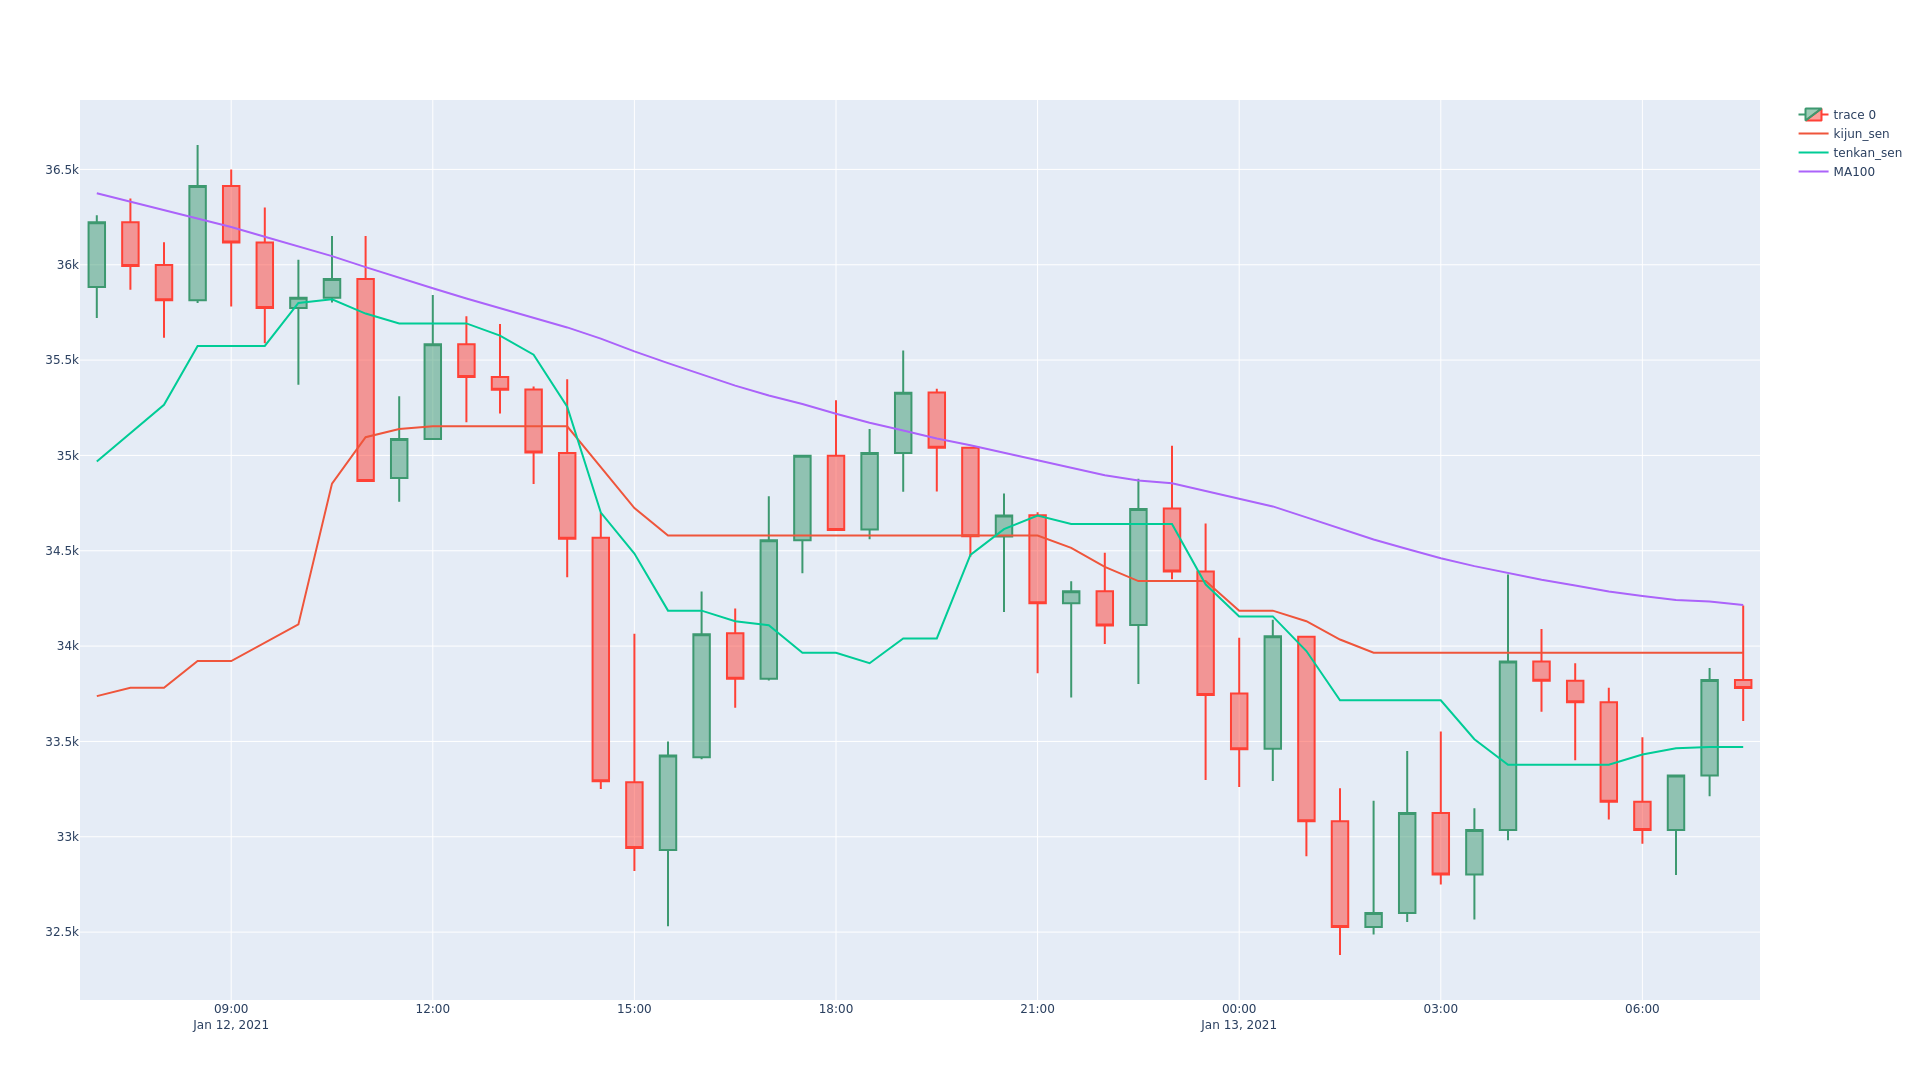 trace 0
kijun_sen
tenkan_sen
MA100
36.5k
36k
35.5k
35k
34.5k
34k
33.5k
33k
32.5k
09:00 12:00 15:00 18:00 21:00 00:00 03:00 06:00
Jan 12, 2021 Jan 13, 2021